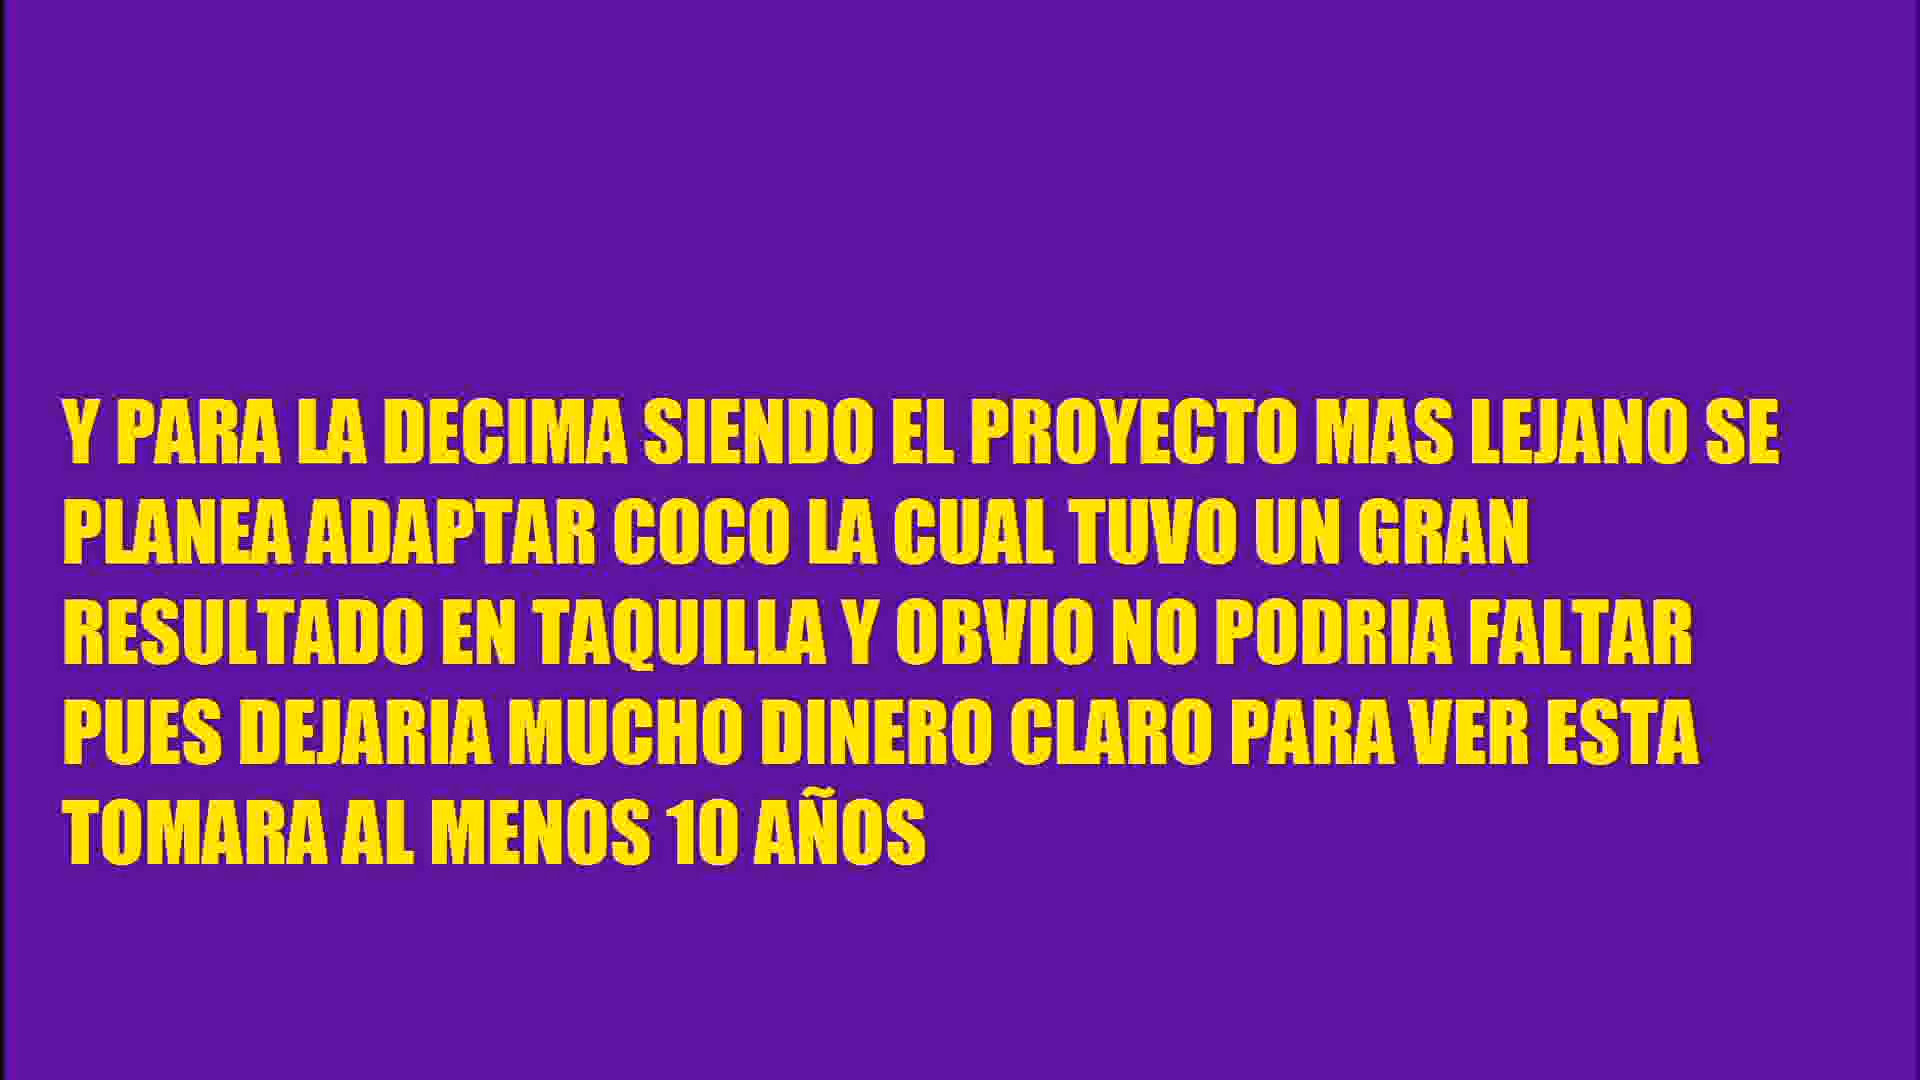 Y PARA LA DECIMA SIENDO EL PROYECTO MAS LEJANO SE
PLANEA ADAPTAR COCO LA CUAL TUVO UN GRAN
RESULTADO EN TAQUILLA Y OBVIO NO PODRIA FALTAR
PUES DEJARIA MUCHO DINERO CLARO PARA VER ESTA
TOMARA AL MENOS 10 AÑOS